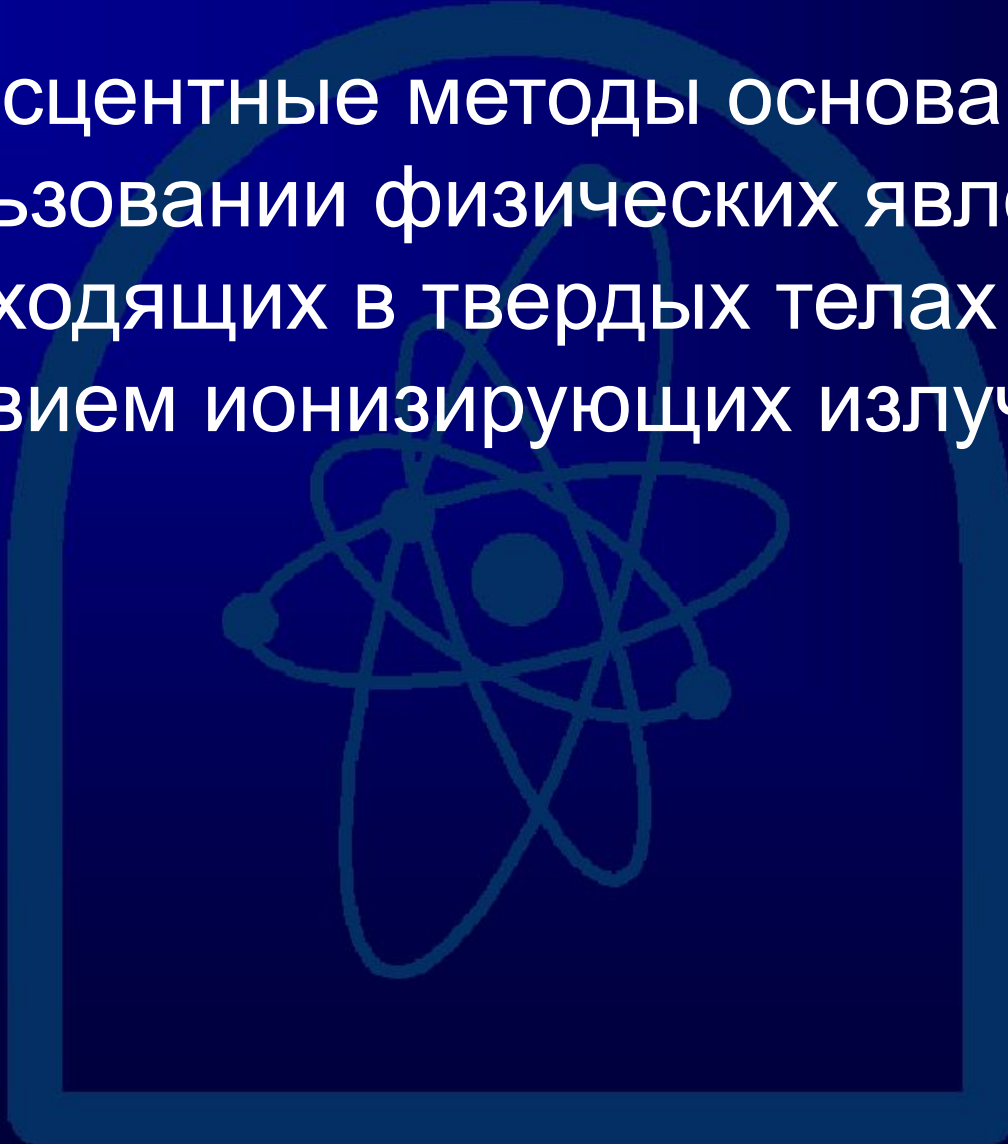 сцентные методы основа
ьзовании физических явл
ходящих в твердых телах
вием ионизирующих излуч